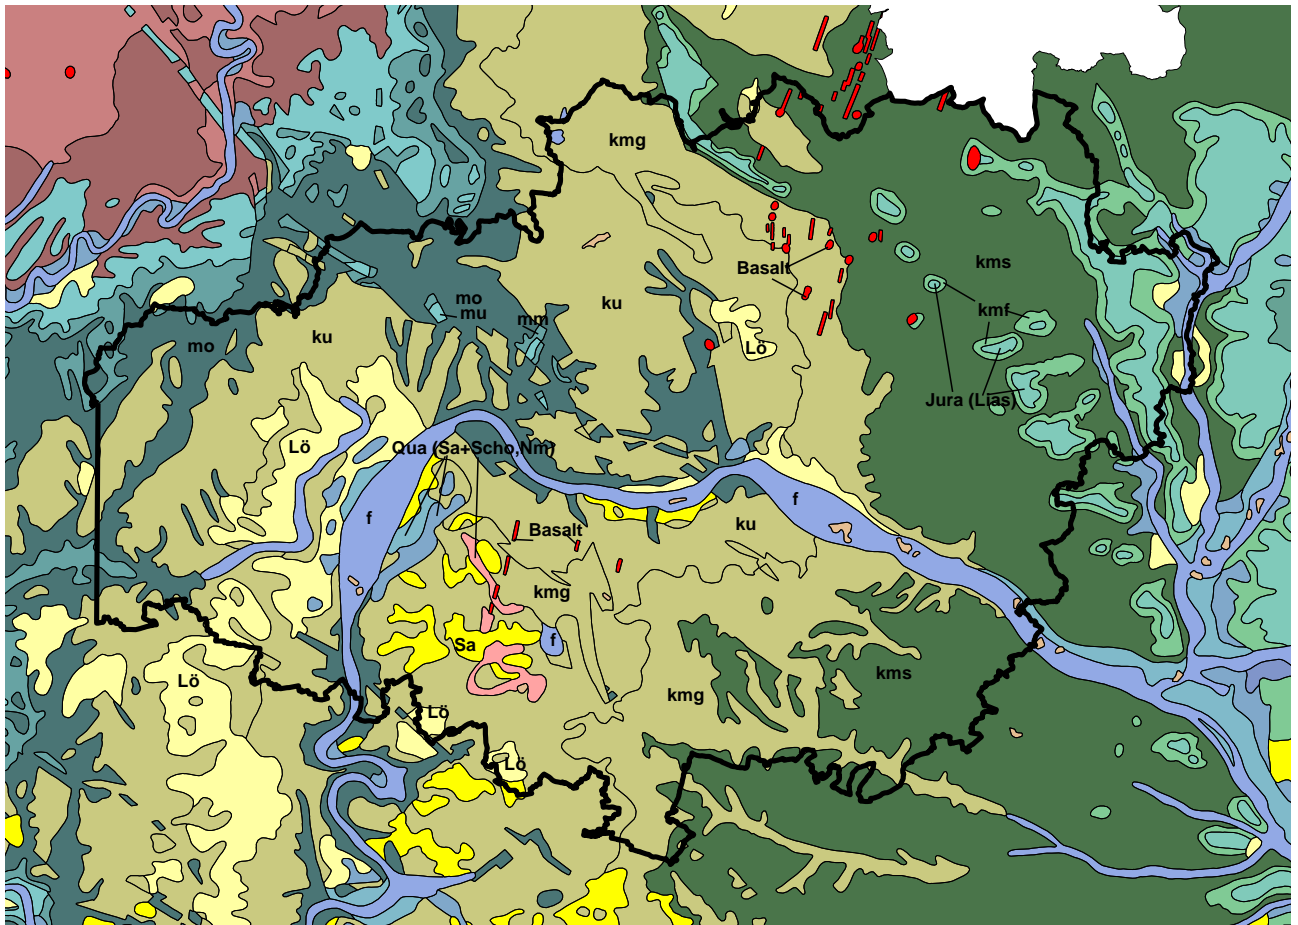 kmg
kms
Basalt
mo
mu
ku
mm
kmf
ku
mo
Lö
Jura (Lias)
Lö
Qua (Sa+Scho,Nm)
f
f
ku
Basalt
kmg
f
Sa
kms
Lö
kmg
Lö
Lö